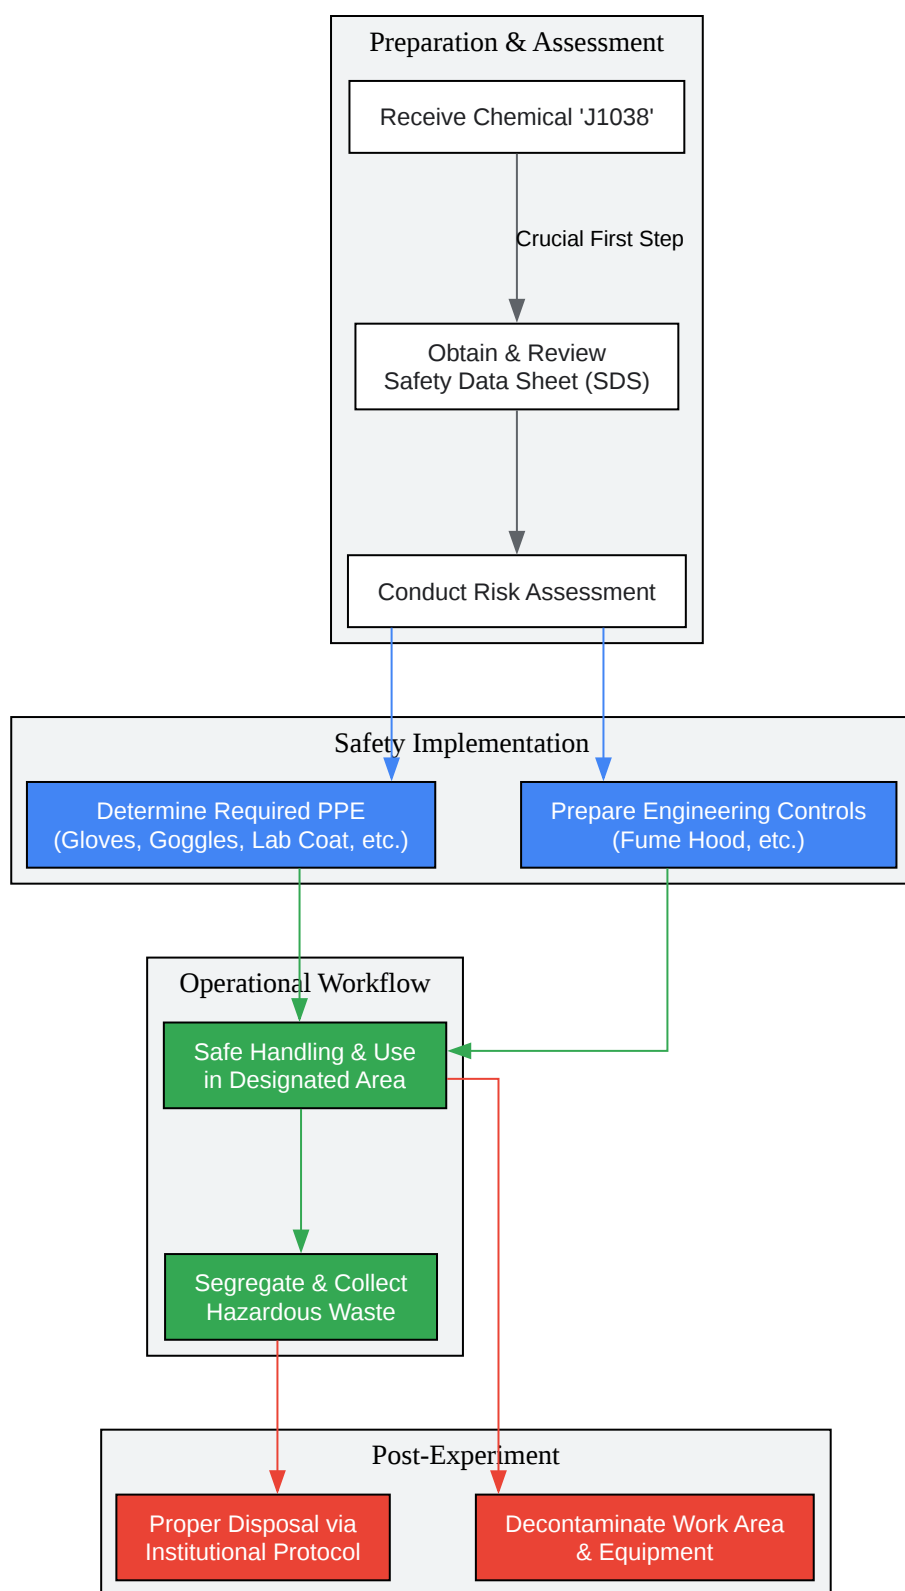 Preparation & Assessment
Receive Chemical 'J1038'
Crucial First Step
Obtain & Review
Safety Data Sheet (SDS)
Conduct Risk Assessment
Safety Implementation
Determine Required PPE
(Gloves, Goggles, Lab Coat, etc.)
Prepare Engineering Controls
(Fume Hood, etc.)
Operational Workflow
Safe Handling & Use
in Designated Area
Segregate & Collect
Hazardous Waste
Post-Experiment
Proper Disposal via
Institutional Protocol
Decontaminate Work Area
& Equipment